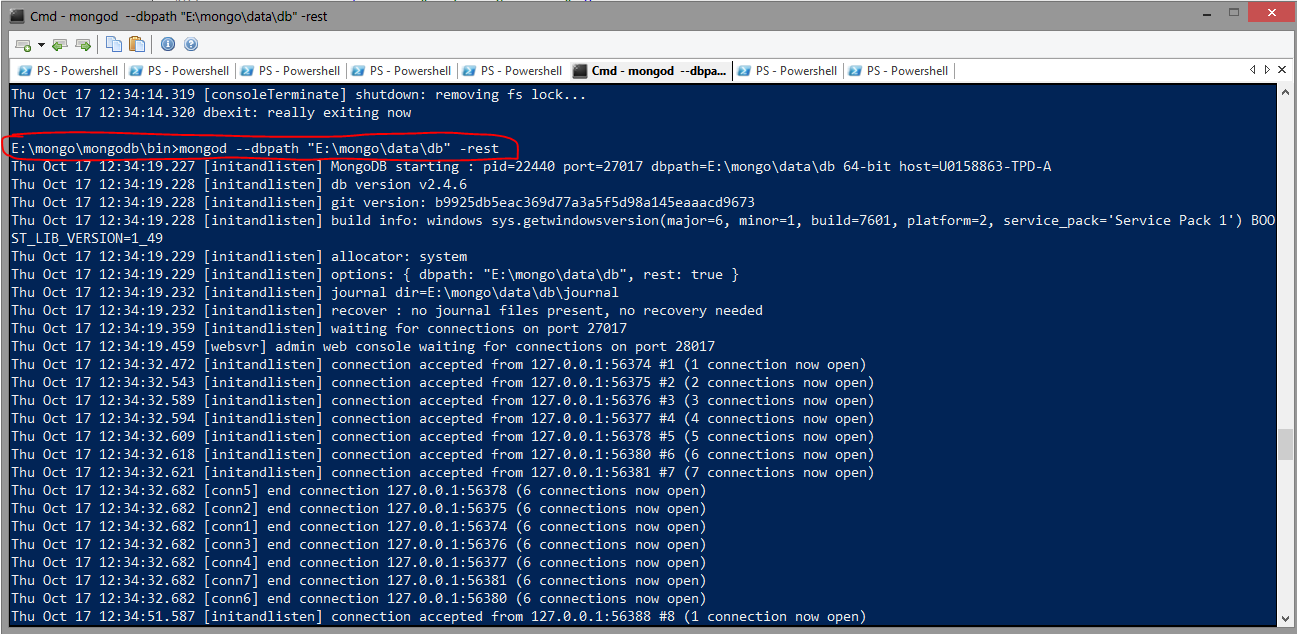 Cmd - mongod  --dbpath "E:\mongo\data\db" -rest
PS - Powershell PS - Powershell PS - Powershell PS - Powershell PS - Powershell Cmd - mongod  --dbpa... PS - Powershell PS - Powershell
Thu Oct 17 12:34:14.319 [consoleTerminate] shutdown: removing fs lock...
Thu Oct 17 12:34:14.320 dbexit: really exiting now
E:\mongo\mongodb\bin>mongod --dbpath "E:\mongo\data\db" -rest
Thu Oct 17 12:34:19.227 [initandlisten] MongoDB starting : pid=22440 port=27017 dbpath=E:\mongo\data\db 64-bit host=U0158863-TPD-A
Thu Oct 17 12:34:19.228 [initandlisten] db version v2.4.6
Thu Oct 17 12:34:19.228 [initandlisten] git version: b9925db5eac369d77a3a5f5d98a145eaaacd9673
Thu Oct 17 12:34:19.228 [initandlisten] build info: windows sys.getwindowsversion(major=6, minor=1, build=7601, platform=2, service_pack='Service Pack 1') BOO
ST_LIB_VERSION=1_49
Thu Oct 17 12:34:19.229 [initandlisten] allocator: system
Thu Oct 17 12:34:19.229 [initandlisten] options: { dbpath: "E:\mongo\data\db", rest: true }
Thu Oct 17 12:34:19.232 [initandlisten] journal dir=E:\mongo\data\db\journal
Thu Oct 17 12:34:19.232 [initandlisten] recover : no journal files present, no recovery needed
Thu Oct 17 12:34:19.359 [initandlisten] waiting for connections on port 27017
Thu Oct 17 12:34:19.459 [websvr] admin web console waiting for connections on port 28017
Thu Oct 17 12:34:32.472 [initandlisten] connection accepted from 127.0.0.1:56374 #1 (1 connection now open)
Thu Oct 17 12:34:32.543 [initandlisten] connection accepted from 127.0.0.1:56375 #2 (2 connections now open)
Thu Oct 17 12:34:32.589 [initandlisten] connection accepted from 127.0.0.1:56376 #3 (3 connections now open)
Thu Oct 17 12:34:32.594 [initandlisten] connection accepted from 127.0.0.1:56377 #4 (4 connections now open)
Thu Oct 17 12:34:32.609 [initandlisten] connection accepted from 127.0.0.1:56378 #5 (5 connections now open)
Thu Oct 17 12:34:32.618 [initandlisten] connection accepted from 127.0.0.1:56380 #6 (6 connections now open)
Thu Oct 17 12:34:32.621 [initandlisten] connection accepted from 127.0.0.1:56381 #7 (7 connections now open)
Thu Oct 17 12:34:32.682 [conn5] end connection 127.0.0.1:56378 (6 connections now open)
Thu Oct 17 12:34:32.682 [conn2] end connection 127.0.0.1:56375 (6 connections now open)
Thu Oct 17 12:34:32.682 [conn1] end connection 127.0.0.1:56374 (6 connections now open)
Thu Oct 17 12:34:32.682 [conn3] end connection 127.0.0.1:56376 (6 connections now open)
Thu Oct 17 12:34:32.682 [conn4] end connection 127.0.0.1:56377 (6 connections now open)
Thu Oct 17 12:34:32.682 [conn7] end connection 127.0.0.1:56381 (6 connections now open)
Thu Oct 17 12:34:32.682 [conn6] end connection 127.0.0.1:56380 (6 connections now open)
Thu Oct 17 12:34:51.587 [initandlisten] connection accepted from 127.0.0.1:56388 #8 (1 connection now open)